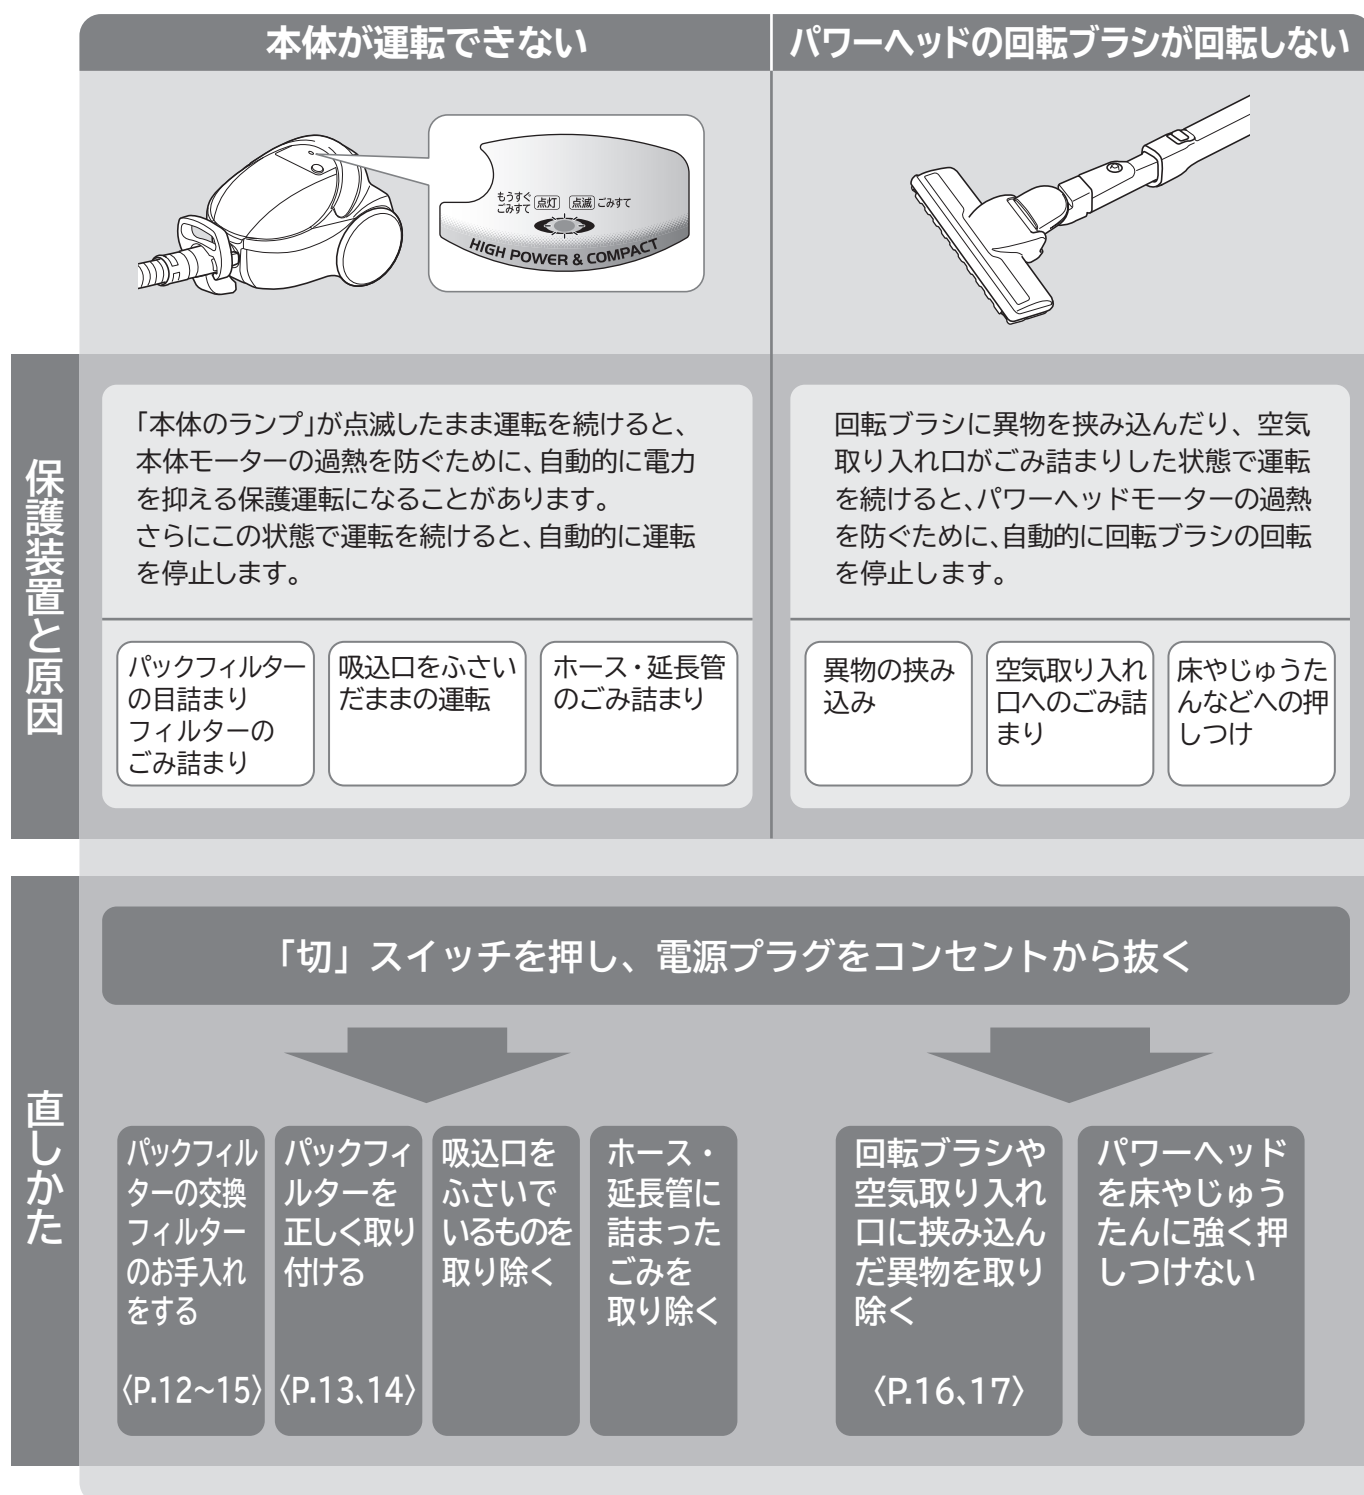 本体が運転できない
パワーヘッドの回転ブラシが回転しない
もうすぐ
ごみすて
点灯
点滅
ごみすて
HIGH POWER & COMPACT
保護装置と原因
「本体のランプ」が点滅したまま運転を続けると、
本体モーターの過熱を防ぐために、自動的に電力
を抑える保護運転になることがあります。
さらにこの状態で運転を続けると、自動的に運転
を停止します。
パックフィルター
の目詰まり
フィルターの
ごみ詰まり
吸込口をふさい
だままの運転
ホース・延長管
のごみ詰まり
回転ブラシに異物を挟み込んだり、空気
取り入れ口がごみ詰まりした状態で運転
を続けると、パワーヘッドモーターの過熱
を防ぐために、自動的に回転ブラシの回転
を停止します。
異物の挟み
込み
空気取り入れ
口へのごみ詰
まり
床やじゅうた
んなどへの押
しつけ
直しかた
「切」スイッチを押し、電源プラグをコンセントから抜く
パックフィル
ターの交換
フィルター
のお手入れ
をする
〈P.12~15〉
パックフィ
ルターを
正しく取り
付ける
〈P.13、14〉
吸込口を
ふさいで
いるものを
取り除く
ホース・
延長管に
詰まった
ごみを
取り除く
回転ブラシや
空気取り入れ
口に挟み込ん
だ異物を取り
除く
〈P.16、17〉
パワーヘッド
を床やじゅう
たんに強く押
しつけない